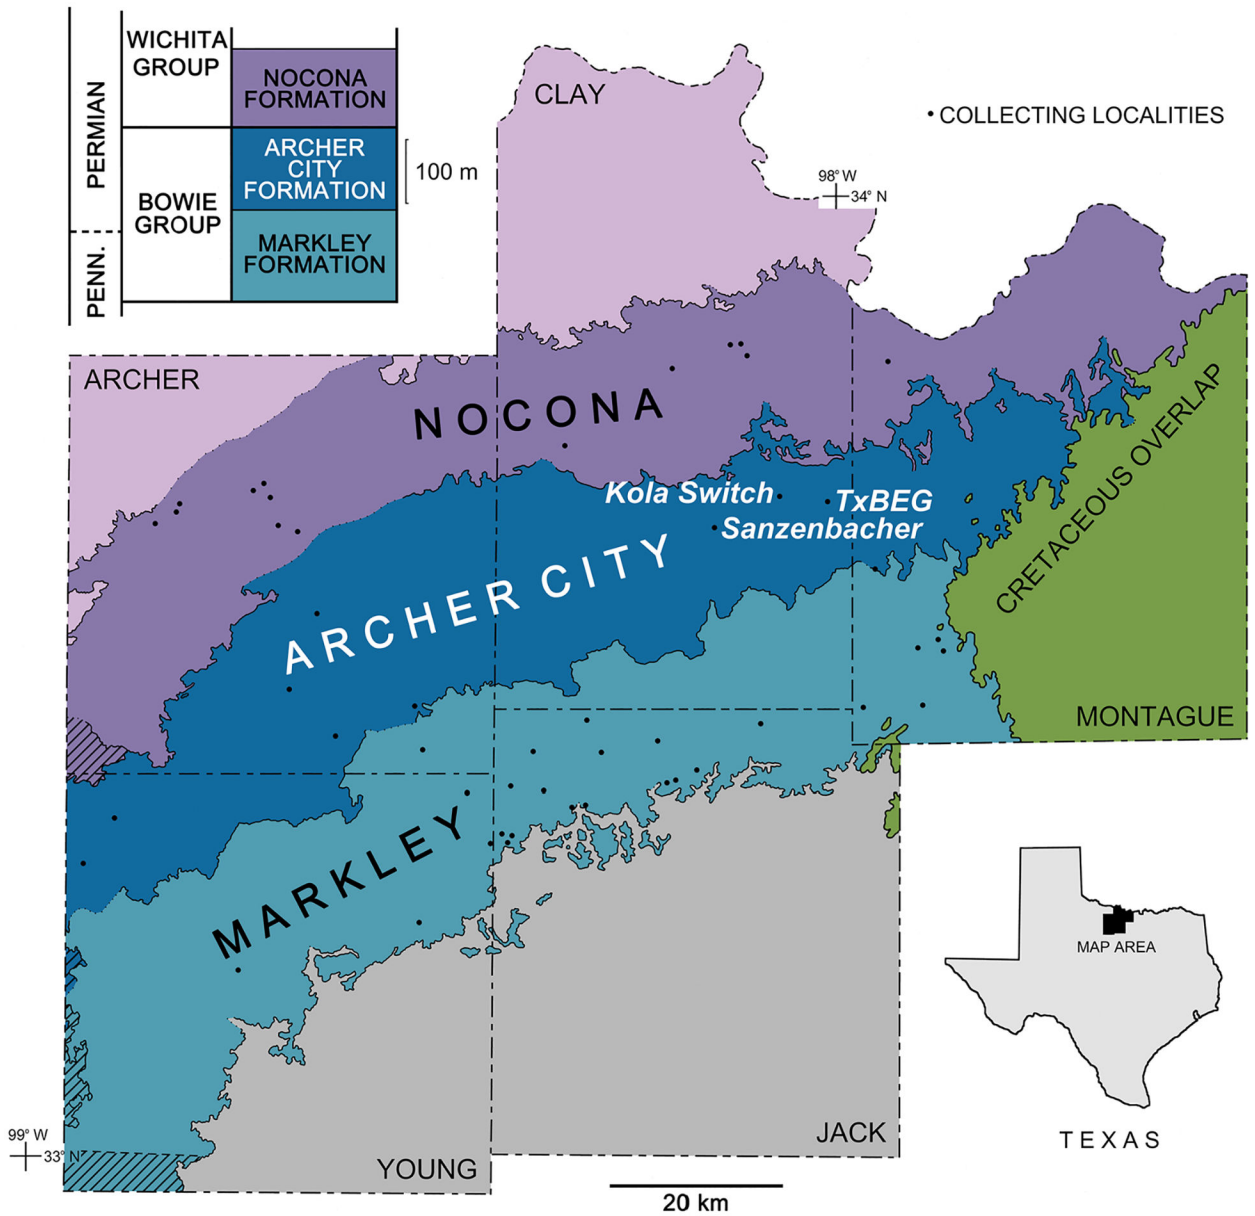 WICHITA
GROUP
NOCONA
FORMATION
PERMIAN
ARCHER
CITY
FORMATION
100 m
BOWIE
GROUP
MARKLEY
FORMATION
PENN.
CLAY
• COLLECTING LOCALITIES
98° W
34° N
ARCHER
NOCONA
Kola Switch
TxBEG
Sanzenbacher
ARCHER CITY
CRETACEOUS OVERLAP
MONTAGUE
MARKLEY
MAP AREA
99° W
33° N
YOUNG
JACK
TEXAS
20 km